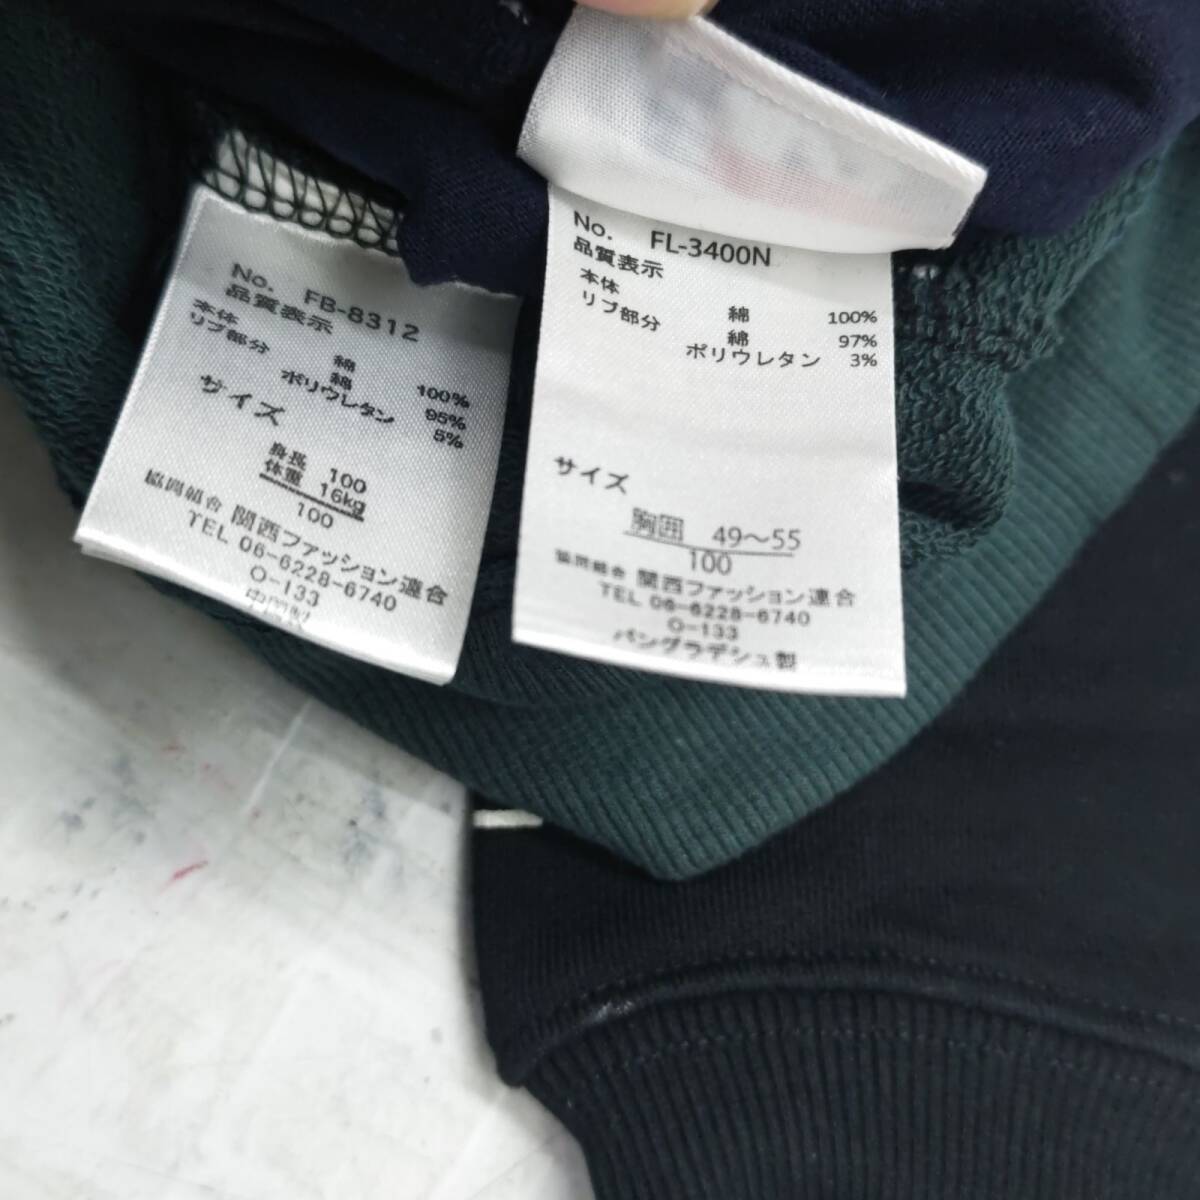 No. FB-8312
品質表示
本体 綿 100%
リブ部分 綿 95%
ポリウレタン 5%
サイズ
身長 100
体重 16kg
100
協同組合 関西ファッション連合
TEL 06-6228-6740
O-133
中国製
No. FL-3400N
品質表示
本体 綿 100%
リブ部分 綿 97%
ポリウレタン 3%
サイズ
胸囲 49～55
100
協同組合 関西ファッション連合
TEL 06-6228-6740
O-133
バングラデシュ製